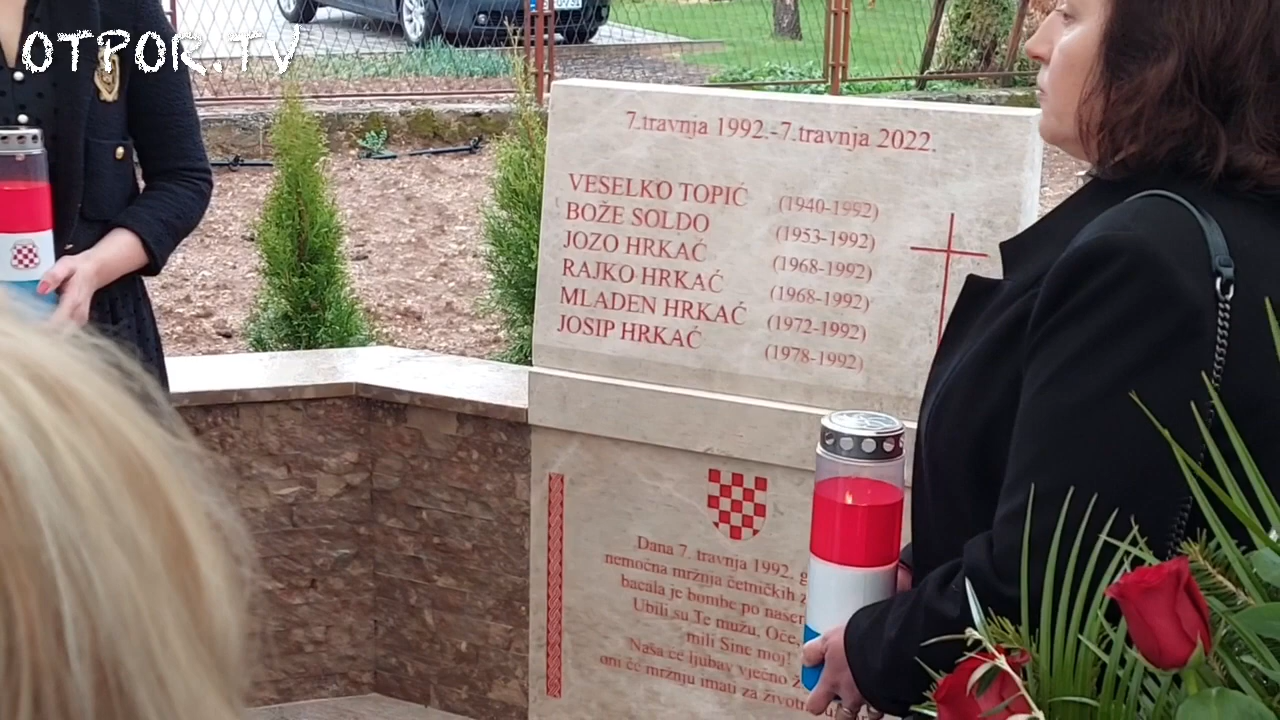 OTPOR.TV
7.travnja 1992.-7.travnja 2022.
VESELKO TOPIĆ (1940-1992)
BOŽE SOLDO (1953-1992)
JOZO HRKAĆ (1968-1992)
RAJKO HRKAĆ (1968-1992)
MLADEN HRKAĆ (1972-1992)
JOSIP HRKAĆ (1978-1992)
Dana 7. travnja 1992. g
nemoćna mržnja četničkih
bacala je bombe po
Ubili su Te mužu, Oče,
mili Sine moj!
Naša će ljubav vječno
oni će mržnju imati za